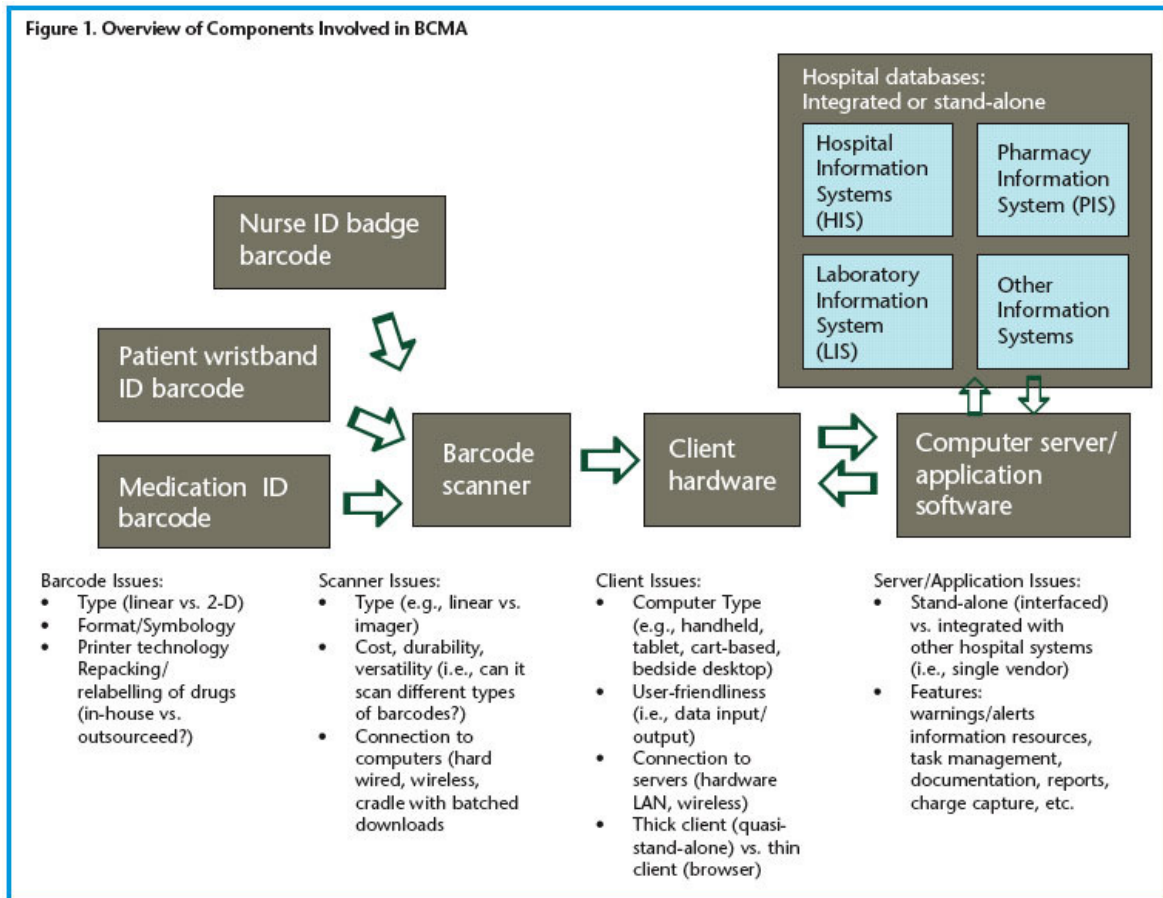 Figure 1. Overview of Components Involved in BCMA
Hospital databases:
Integrated or stand-alone
Hospital
Information
Systems
(HIS)
Pharmacy
Information
System (PIS)
Laboratory
Information
System
(LIS)
Other
Information
Systems
Nurse ID badge
barcode
Patient wristband
ID barcode
Medication ID
barcode
Barcode
scanner
Client
hardware
Computer server/
application
software
Barcode Issues:
• Type (linear vs. 2-D)
• Format/Symbology
• Printer technology
Repacking/
relabelling of drugs
(in-house vs.
outsourceed?)
Scanner Issues:
• Type (e.g., linear vs.
imager)
• Cost, durability,
versatility (i.e., can it
scan different types
of barcodes?)
• Connection to
computers (hard
wired, wireless,
cradle with batched
downloads
Client Issues:
• Computer Type
(e.g., handheld,
tablet, cart-based,
bedside desktop)
• User-friendliness
(i.e., data input/
output)
• Connection to
servers (hardware
LAN, wireless)
• Thick client (quasi-
stand-alone) vs. thin
client (browser)
Server/Application Issues:
• Stand-alone (interfaced)
vs. integrated with
other hospital systems
(i.e., single vendor)
• Features:
warnings/alerts
information resources,
task management,
documentation, reports,
charge capture, etc.